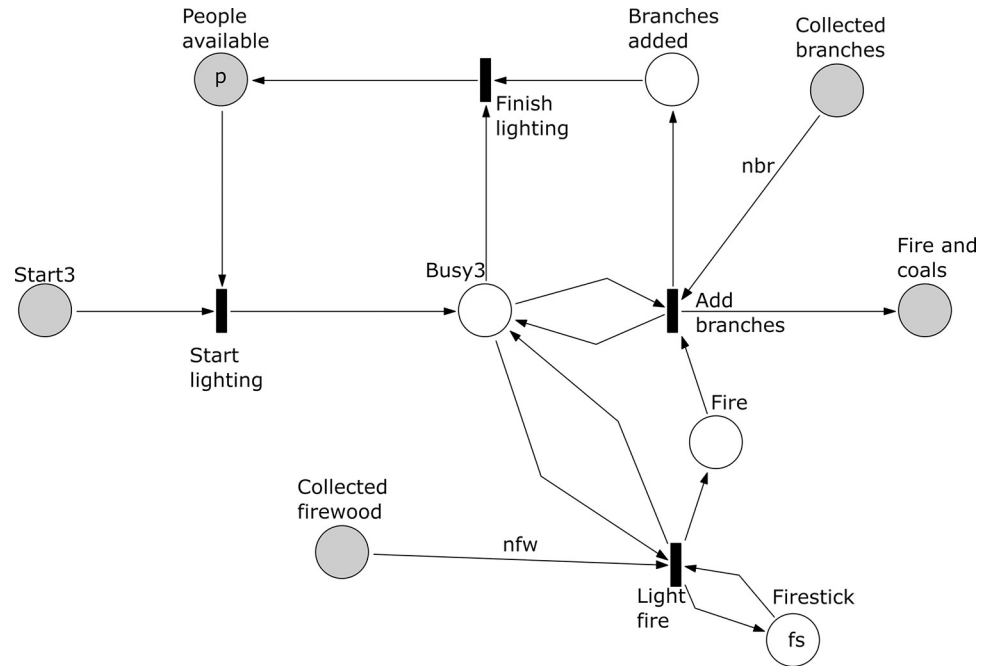 People
available
p
Branches
added
Collected
branches
Finish
lighting
nbr
Start3
Busy3
Fire and
coals
Add
branches
Start
lighting
Fire
Collected
firewood
nfw
Light
fire
Firestick
fs